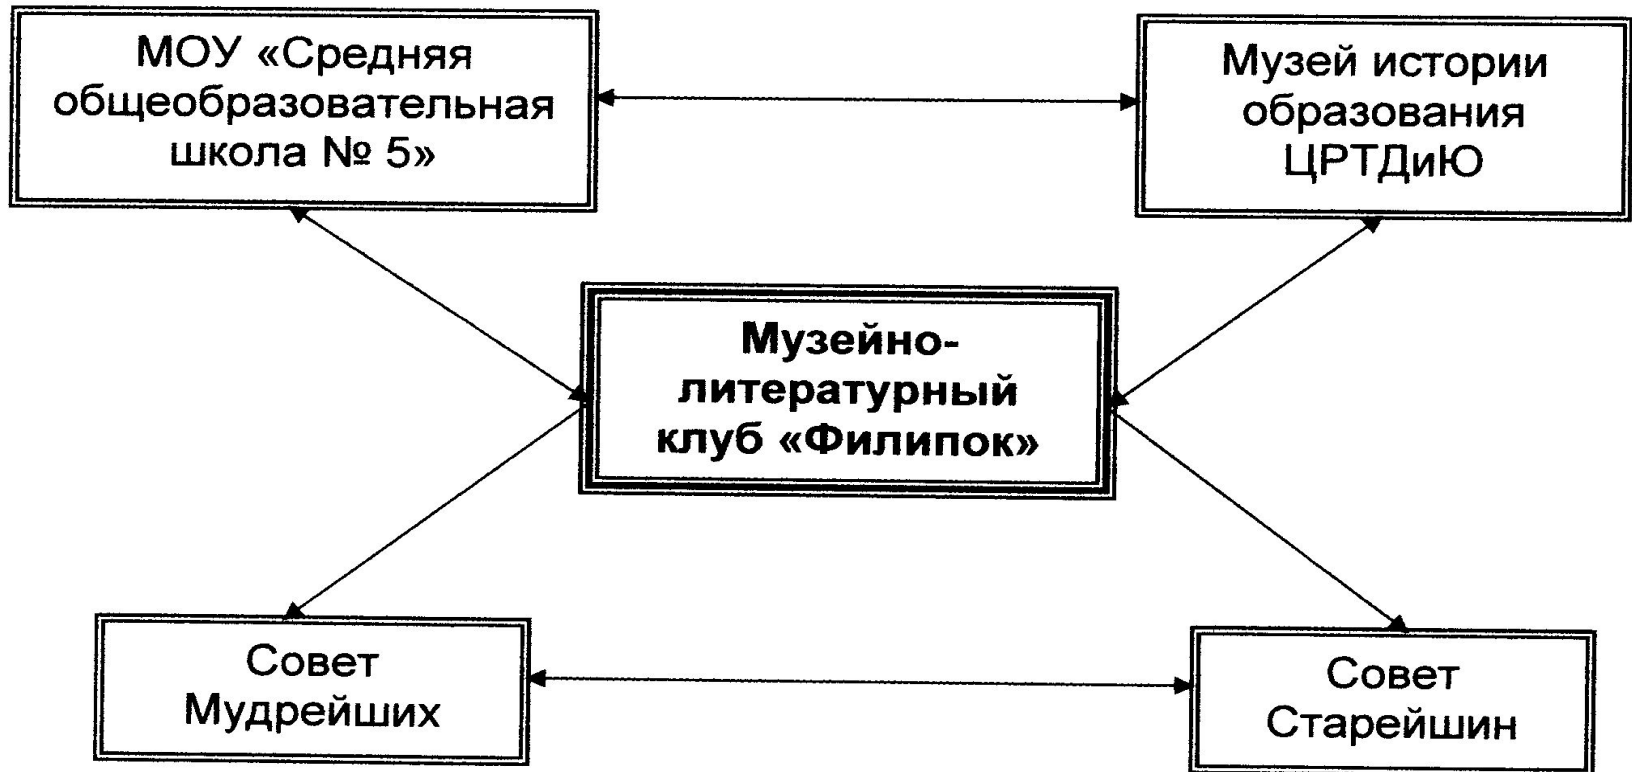 МОУ «Средняя
общеобразовательная
школа № 5»
Музей истории
образования
ЦРТДиЮ
Музейно-
литературный
клуб «Филипок»
Совет
Мудрейших
Совет
Старейшин